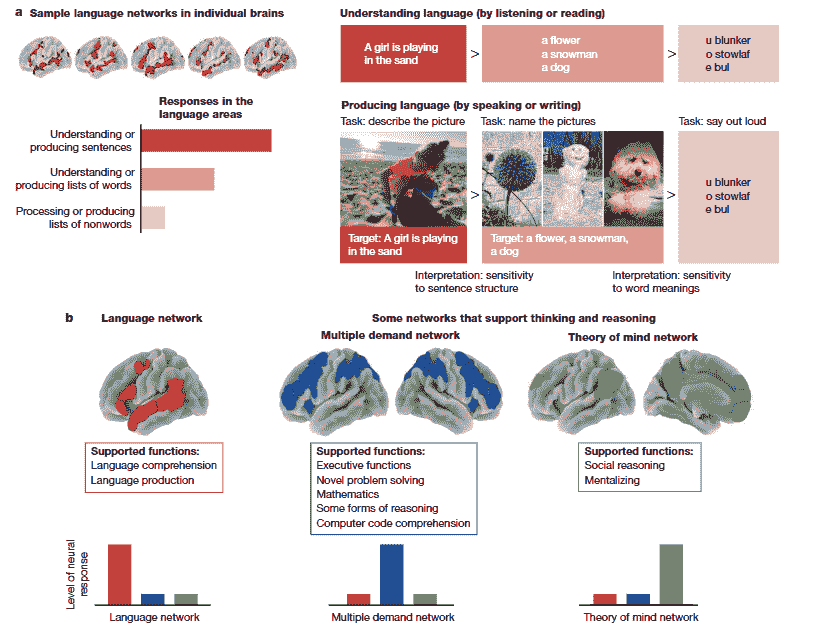 a Sample language networks in individual brains
Responses in the
language areas
Understanding or
producing sentences
Understanding or
producing lists of words
Processing or producing
lists of nonwords
Understanding language (by listening or reading)
A girl is playing
in the sand
>
a flower
a snowman
a dog
>
u blunker
o stowlaf
e bul
Producing language (by speaking or writing)
Task: describe the picture
Task: name the pictures
Task: say out loud
>
>
u blunker
o stowlaf
e bul
Target: A girl is playing
in the sand
Target: a flower, a snowman,
a dog
Interpretation: sensitivity
to sentence structure
Interpretation: sensitivity
to word meanings
b Language network
Some networks that support thinking and reasoning
Multiple demand network
Theory of mind network
Supported functions:
Language comprehension
Language production
Supported functions:
Executive functions
Novel problem solving
Mathematics
Some forms of reasoning
Computer code comprehension
Supported functions:
Social reasoning
Mentalizing
Level of neural
response
Language network
Multiple demand network
Theory of mind network